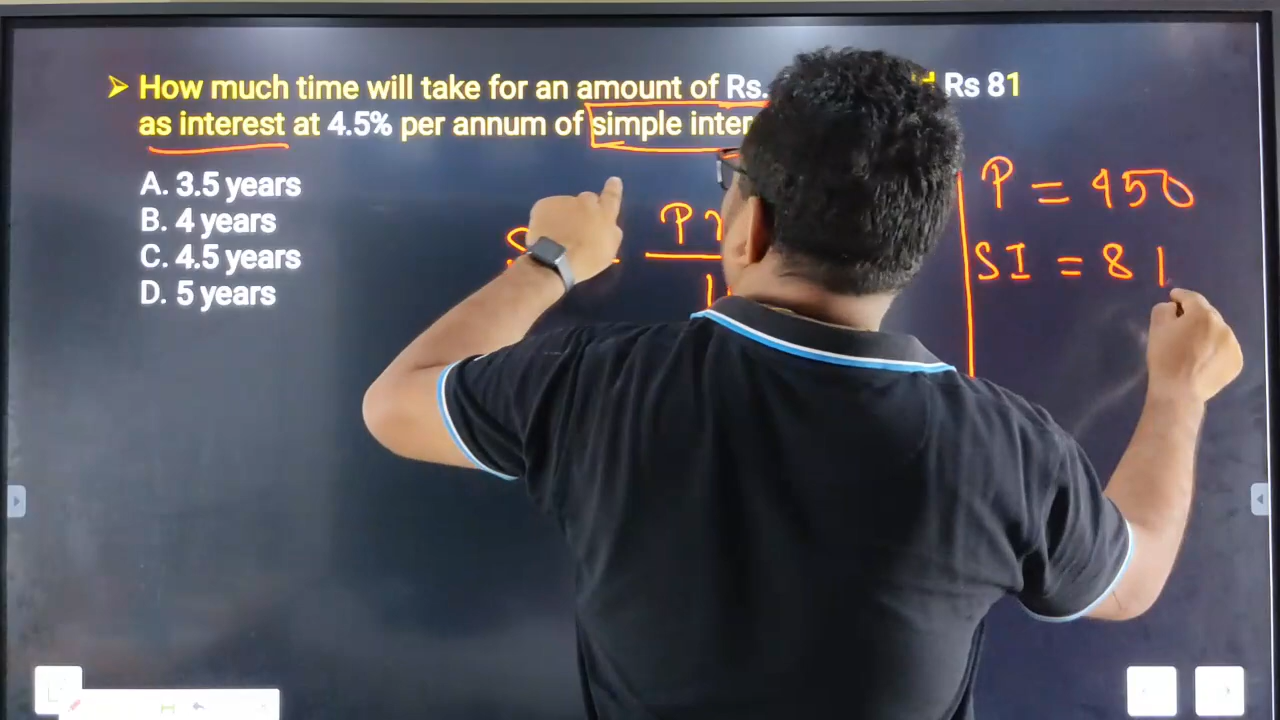 ➤ How much time will take for an amount of Rs. Rs 81
as interest at 4.5% per annum of simple inter
A. 3.5 years
B. 4 years
C. 4.5 years
D. 5 years
P
P = 450
SI = 81